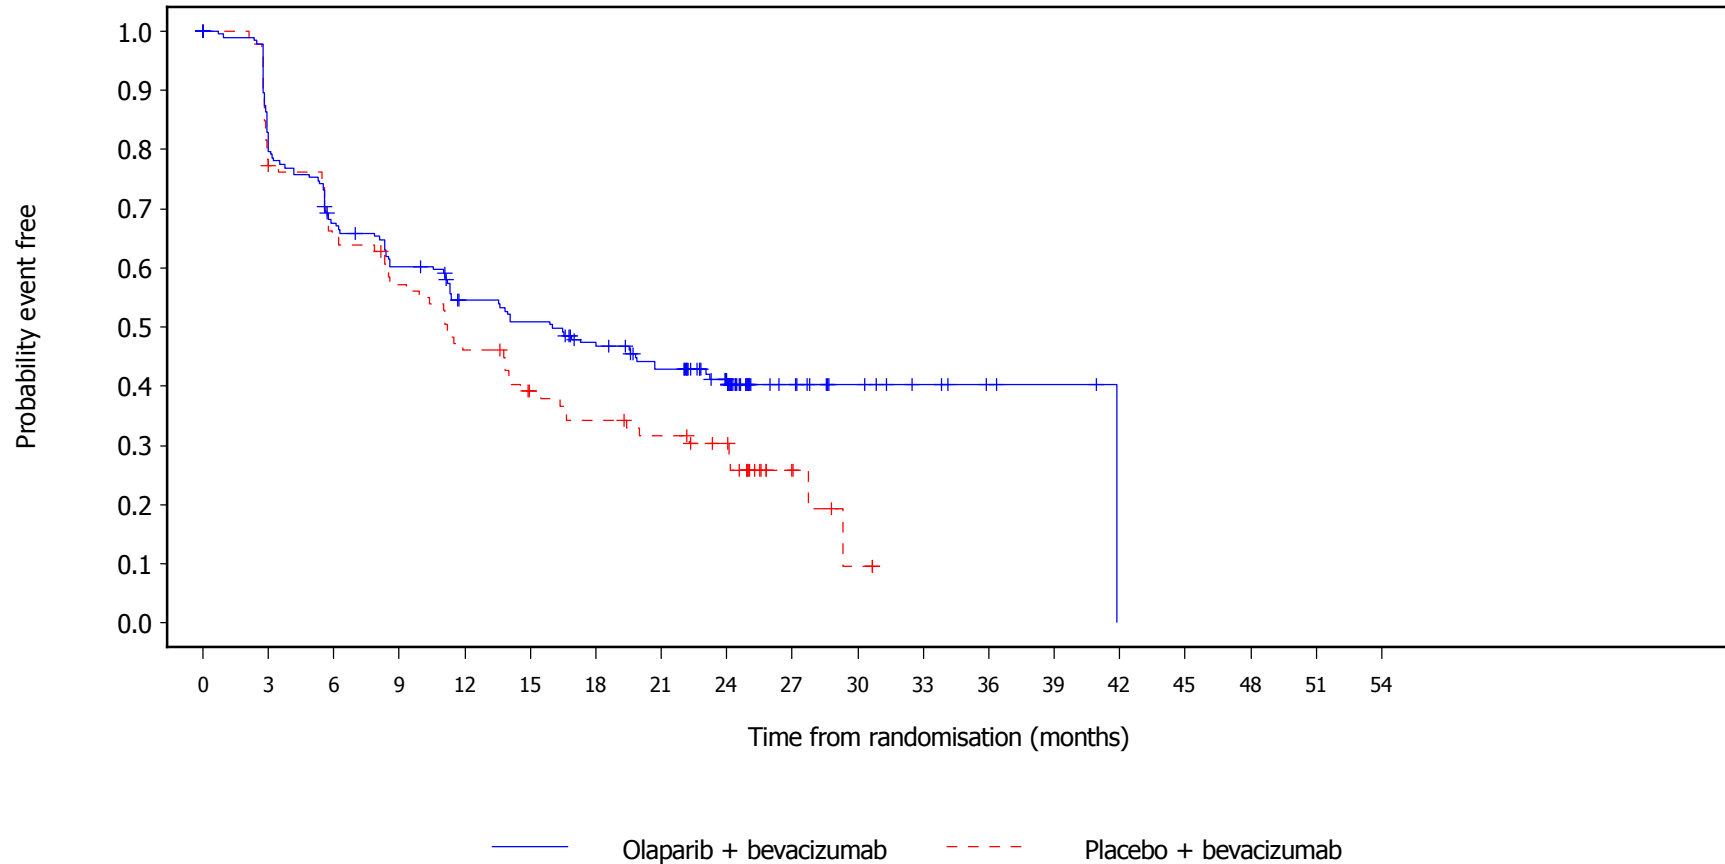 Probability event free
1.0
0.9
0.8
0.7
0.6
0.5
0.4
0.3
0.2
0.1
0.0
0 3 6 9 12 15 18 21 24 27 30 33 36 39 42 45 48 51 54
Time from randomisation (months)
Olaparib + bevacizumab Placebo + bevacizumab